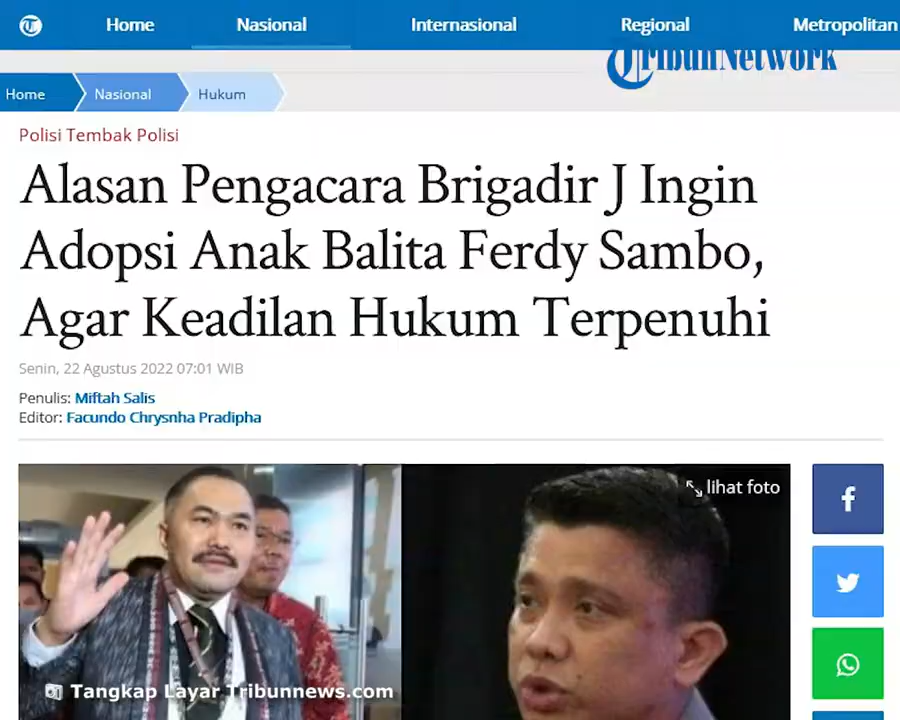 Home Nasional Internasional Regional Metropolitan
TribunNetwork
Home Nasional Hukum
Polisi Tembak Polisi
Alasan Pengacara Brigadir J Ingin
Adopsi Anak Balita Ferdy Sambo,
Agar Keadilan Hukum Terpenuhi
Senin, 22 Agustus 2022 07:01 WIB
Penulis: Miftah Salis
Editor: Facundo Chrysnha Pradipha
lihat foto
Tangkap Layar Tribunnews.com